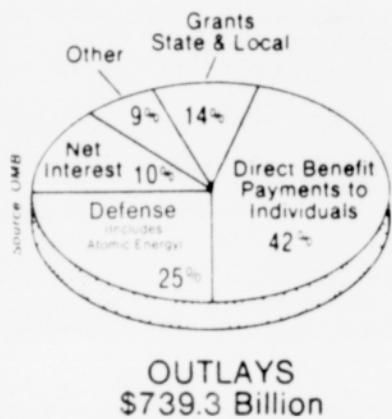 Grants
State & Local
Other
9%
14%
Net
Interest
10%
Direct Benefit
Payments to
Individuals
42%
Defense
(Includes
Atomic Energy)
25%
Source OMB
OUTLAYS
$739.3 Billion